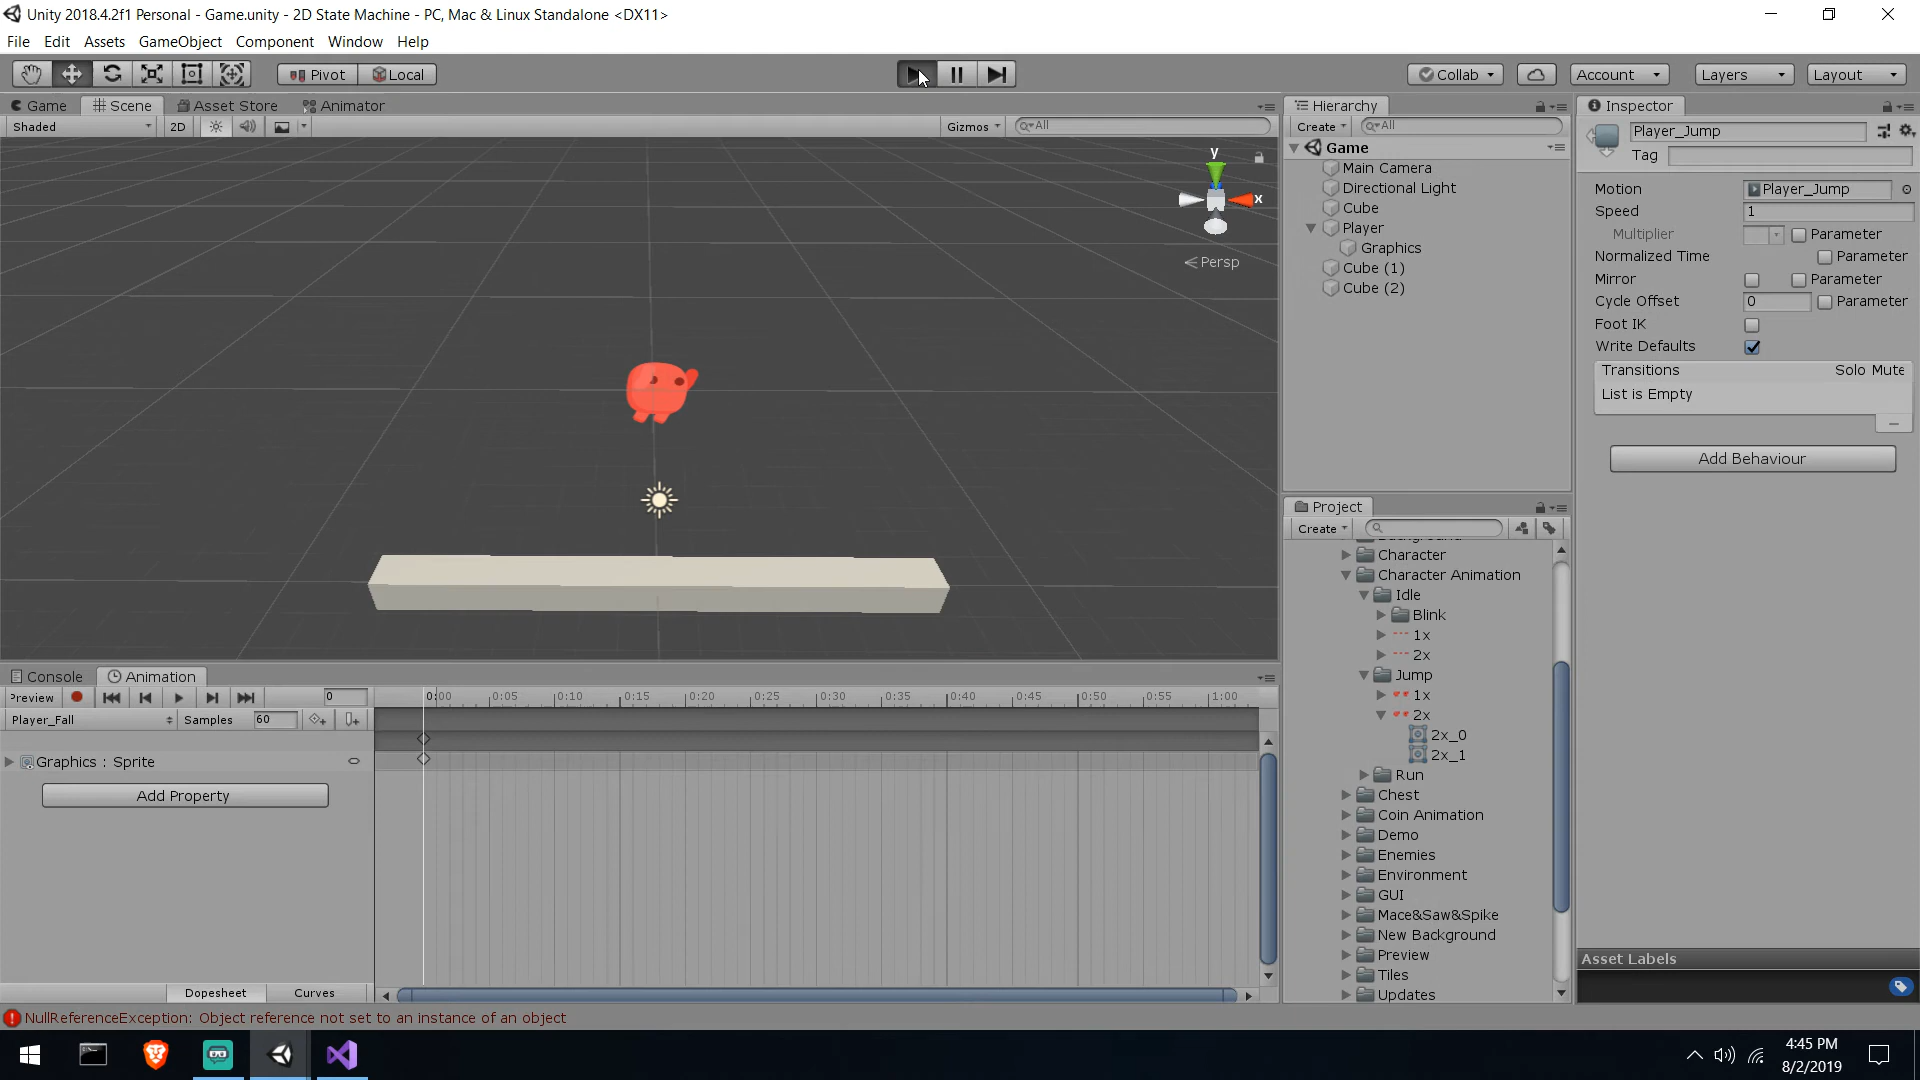 Unity 2018.4.2f1 Personal - Game.unity - 2D State Machine - PC, Mac & Linux Standalone <DX11>
File Edit Assets GameObject Component Window Help
Pivot Local Collab Account Layers Layout
Game Scene Asset Store Animator
Shaded 2D Gizmos All
y
x
Persp
Hierarchy
Create All
Game
Main Camera
Directional Light
Cube
Player
Graphics
Cube (1)
Cube (2)
Inspector
Player_Jump
Tag
Motion Player_Jump
Speed 1
Multiplier Parameter
Normalized Time Parameter
Mirror Parameter
Cycle Offset 0 Parameter
Foot IK
Write Defaults
Transitions Solo Mute
List is Empty
Add Behaviour
Project
Create
Character
Character Animation
Idle
Blink
1x
2x
Jump
1x
2x
2x_0
2x_1
Run
Chest
Coin Animation
Demo
Enemies
Environment
GUI
Mace&Saw&Spike
New Background
Preview
Tiles
Updates
Asset Labels
Console Animation
Preview 0 0:00 0:05 0:10 0:15 0:20 0:25 0:30 0:35 0:40 0:45 0:50 0:55 1:00
Player_Fall Samples 60
Graphics : Sprite
Add Property
Dopesheet Curves
NullReferenceException: Object reference not set to an instance of an object
4:45 PM
8/2/2019